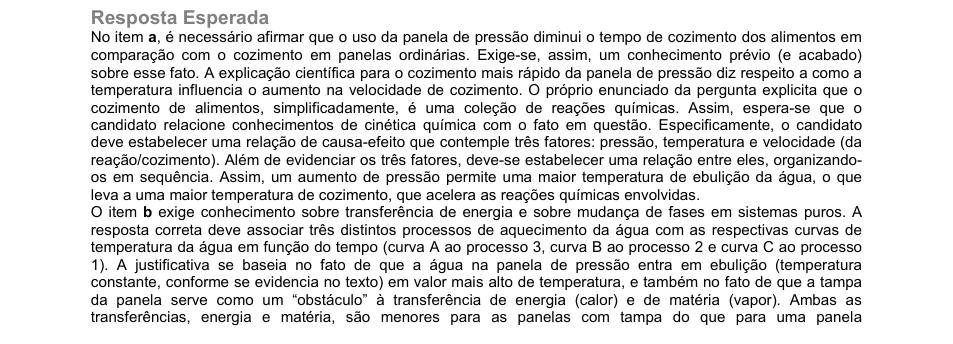 Resposta Esperada
No item a, é necessário afirmar que o uso da panela de pressão diminui o tempo de cozimento dos alimentos em
comparação com o cozimento em panelas ordinárias. Exige-se, assim, um conhecimento prévio (e acabado)
sobre esse fato. A explicação científica para o cozimento mais rápido da panela de pressão diz respeito a como a
temperatura influencia o aumento na velocidade de cozimento. O próprio enunciado da pergunta explicita que o
cozimento de alimentos, simplificadamente, é uma coleção de reações químicas. Assim, espera-se que o
candidato relacione conhecimentos de cinética química com o fato em questão. Especificamente, o candidato
deve estabelecer uma relação de causa-efeito que contemple três fatores: pressão, temperatura e velocidade (da
reação/cozimento). Além de evidenciar os três fatores, deve-se estabelecer uma relação entre eles, organizando-
os em sequência. Assim, um aumento de pressão permite uma maior temperatura de ebulição da água, o que
leva a uma maior temperatura de cozimento, que acelera as reações químicas envolvidas.
O item b exige conhecimento sobre transferência de energia e sobre mudança de fases em sistemas puros. A
resposta correta deve associar três distintos processos de aquecimento da água com as respectivas curvas de
temperatura da água em função do tempo (curva A ao processo 3, curva B ao processo 2 e curva C ao processo
1). A justificativa se baseia no fato de que a água na panela de pressão entra em ebulição (temperatura
constante, conforme se evidencia no texto) em valor mais alto de temperatura, e também no fato de que a tampa
da panela serve como um “obstáculo” à transferência de energia (calor) e de matéria (vapor). Ambas as
transferências, energia e matéria, são menores para as panelas com tampa do que para uma panela